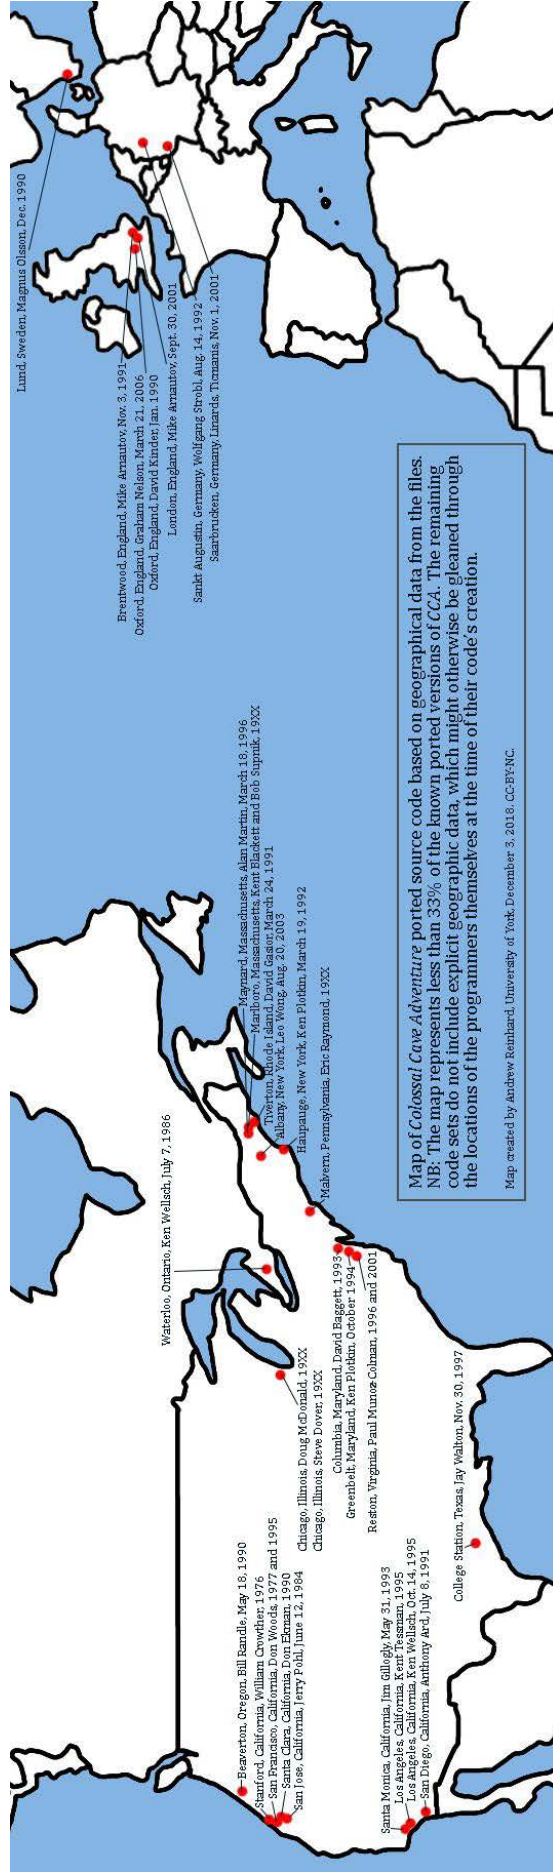 Beaverton, Oregon, Bill Randle, May 18, 1990
Stanford, California, William Crowther, 1976
San Francisco, California, Don Woods, 1977 and 1995
Santa Clara, California, Don Ekman, 1990
San Jose, California, Jerry Pohl, June 12, 1984
Santa Monica, California, Jim Gillogly, May 31, 1993
Los Angeles, California, Kent Tessman, 1995
Los Angeles, California, Ken Wellsch, Oct. 14, 1995
San Diego, California, Anthony Ard, July 8, 1991
College Station, Texas, Jay Walton, Nov. 30, 1997
Chicago, Illinois, Doug McDonald, 19XX
Chicago, Illinois, Steve Dover, 19XX
Waterloo, Ontario, Ken Wellsch, July 7, 1986
Columbia, Maryland, David Baggett, 1993
Greenbelt, Maryland, Ken Plotkin, October 1994
Reston, Virginia, Paul Munoz-Colman, 1996 and 2001
Maynard, Massachusetts, Alan Martin, March 18, 1996
Marlboro, Massachusetts, Kent Blackett and Bob Supnik, 19XX
Tiverton, Rhode Island, David Gasior, March 24, 1991
Albany, New York, Leo Wong, Aug. 20, 2003
Haupauge, New York, Ken Plotkin, March 19, 1992
Malvern, Pennsylvania, Eric Raymond, 19XX
Lund, Sweden, Magnus Olsson, Dec. 1990
Brentwood, England, Mike Arnautov, Nov. 3, 1991
Oxford, England, Graham Nelson, March 21, 2006
Oxford, England, David Kinder, Jan. 1990
London, England, Mike Arnautov, Sept. 30, 2001
Sankt Augustin, Germany, Wolfgang Strobl, Aug. 14, 1992
Saarbrucken, Germany, Linards, Ticmanis, Nov. 1, 2001
Map of Colossal Cave Adventure ported source code based on geographical data from the files.
NB: The map represents less than 33% of the known ported versions of CCA. The remaining
code sets do not include explicit geographic data, which might otherwise be gleaned through
the locations of the programmers themselves at the time of their code's creation.
Map created by Andrew Reinhard, University of York, December 3, 2018. CC-BY-NC.